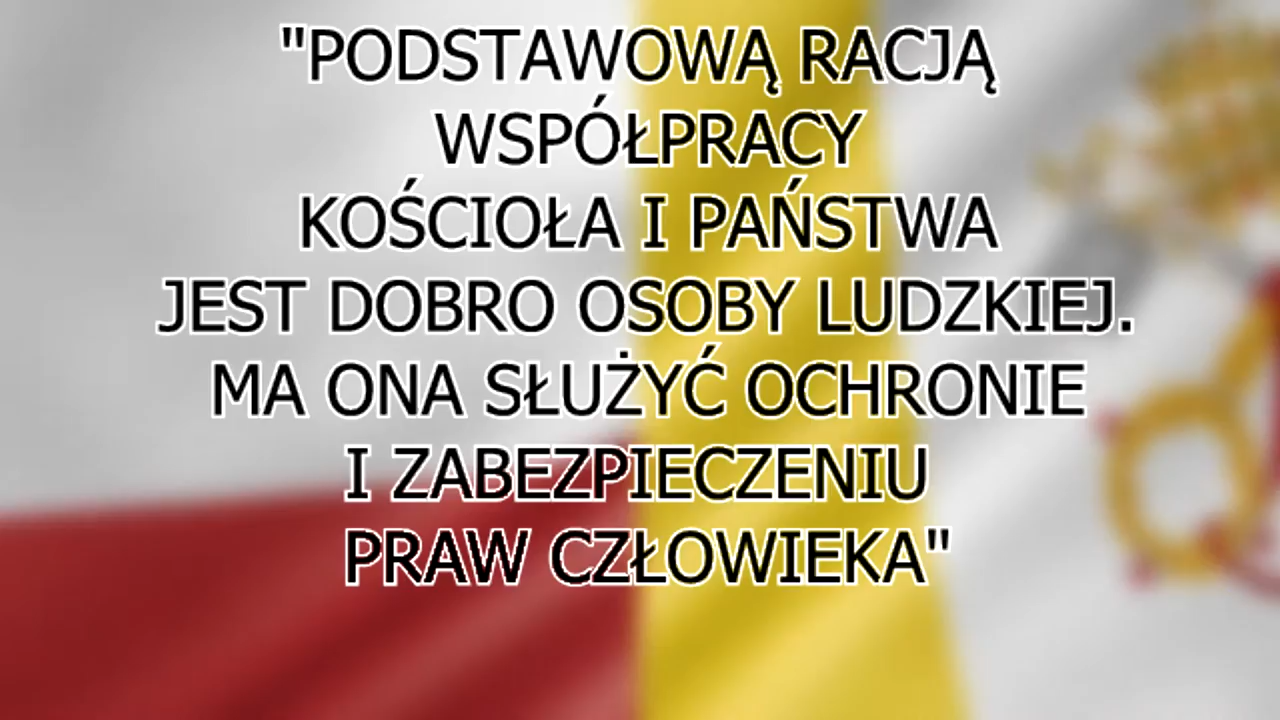 "PODSTAWOWĄ RACJĄ
WSPÓŁPRACY
KOŚCIOŁA I PAŃSTWA
JEST DOBRO OSOBY LUDZKIEJ.
MA ONA SŁUŻYĆ OCHRONIE
I ZABEZPIECZENIU
PRAW CZŁOWIEKA"